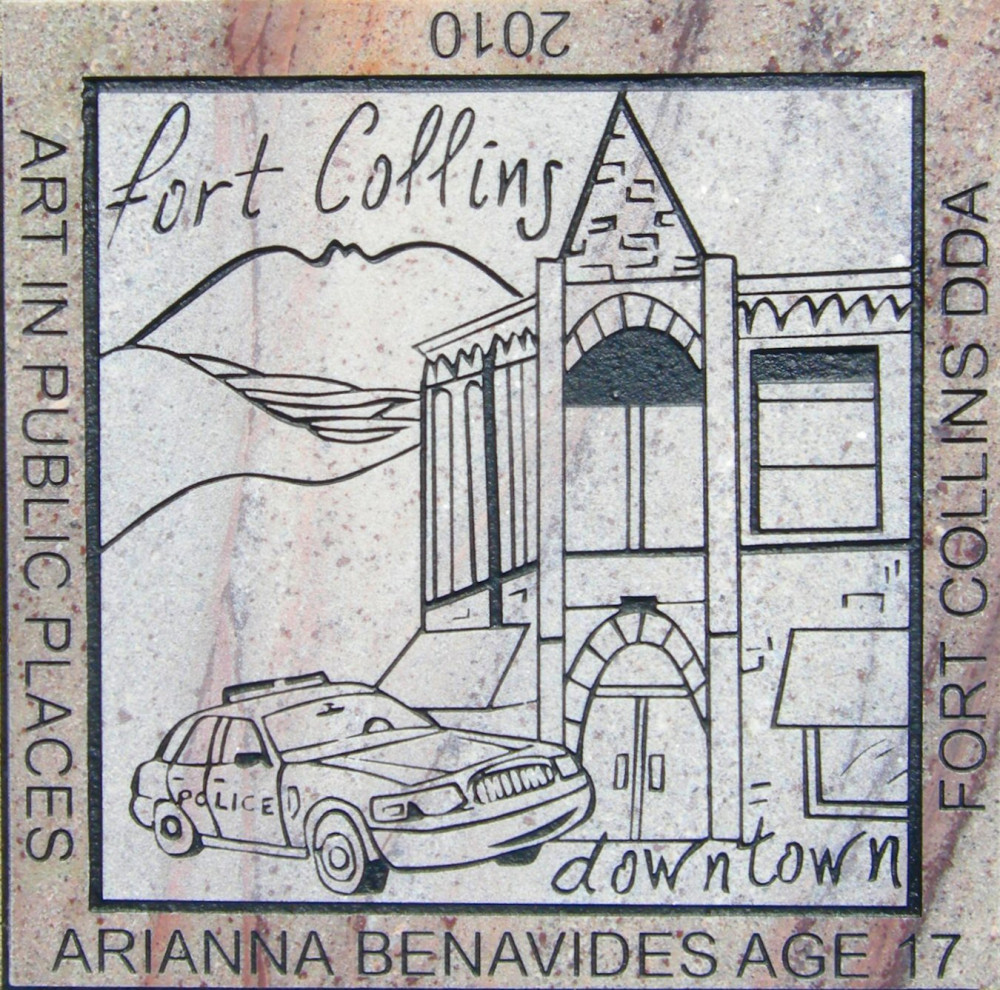 2010
ART IN PUBLIC PLACES
fort Collins
FORT COLLINS DDA
POLICE
downtown
ARIANNA BENAVIDES AGE 17